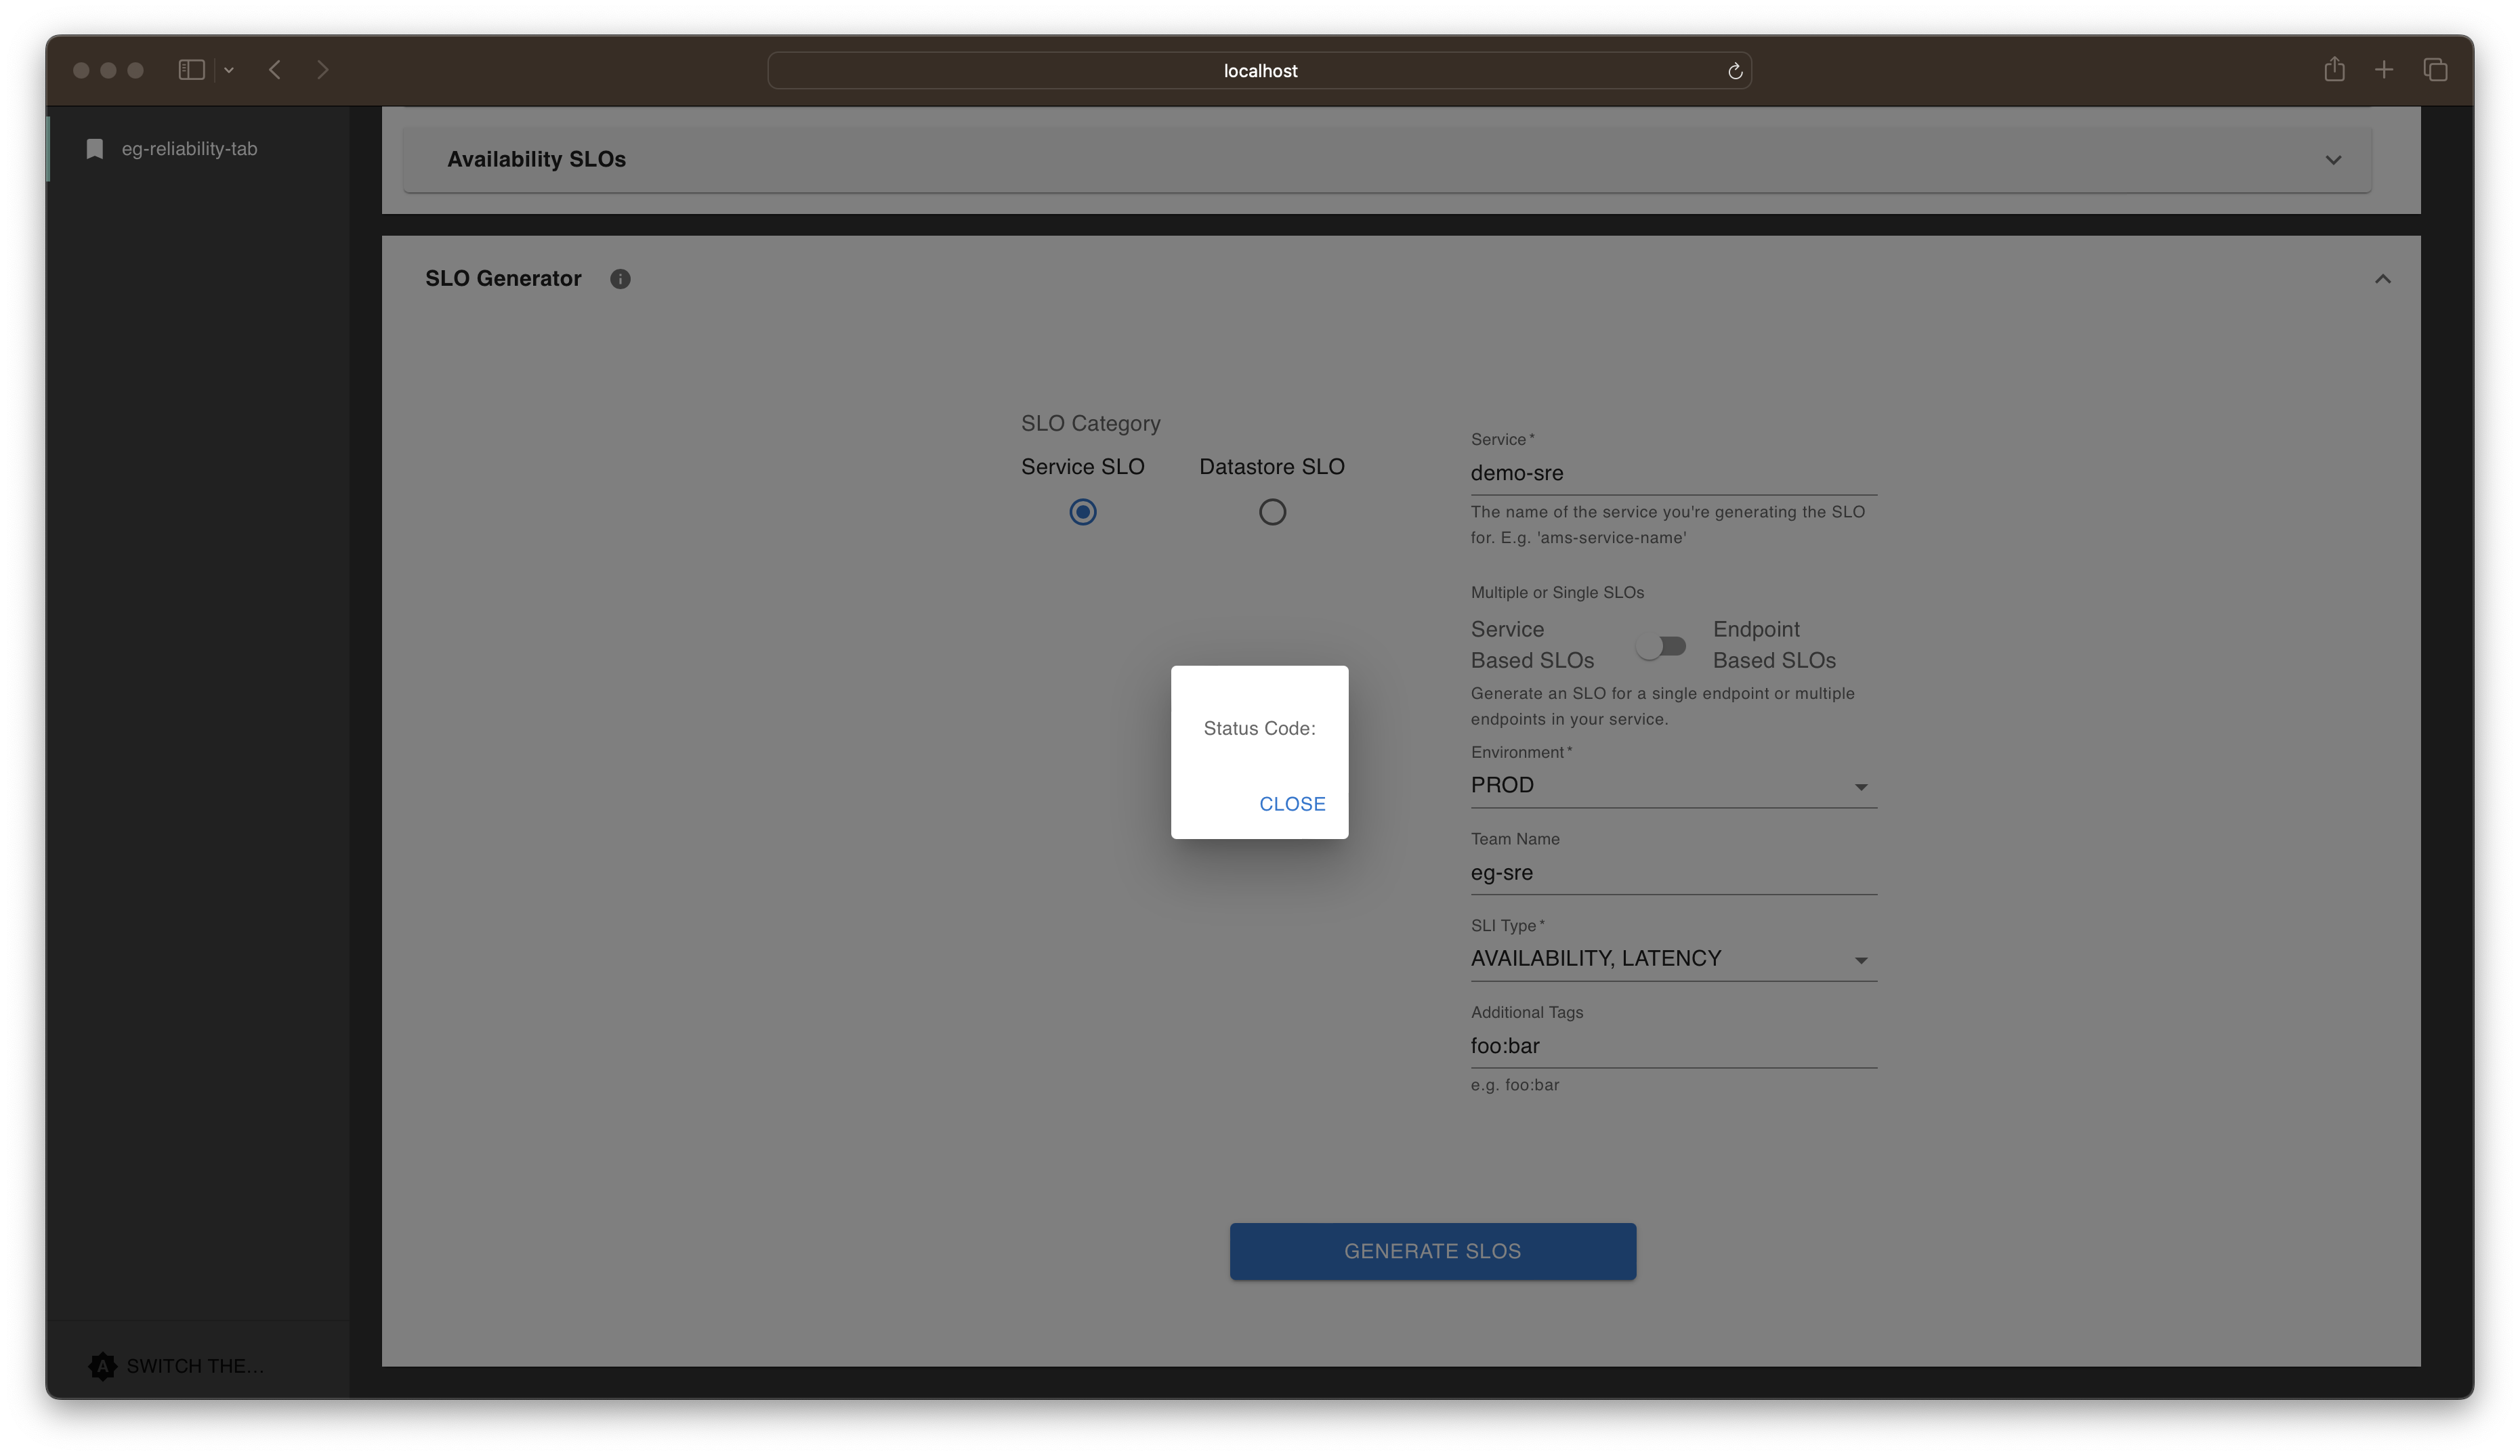 localhost
eg-reliability-tab
Availability SLOs
SLO Generator
SLO Category
Service SLO
Datastore SLO
Service *
demo-sre
The name of the service you're generating the SLO
for. E.g. 'ams-service-name'
Multiple or Single SLOs
Service
Based SLOs
Endpoint
Based SLOs
Generate an SLO for a single endpoint or multiple
endpoints in your service.
Status Code:
CLOSE
Environment *
PROD
Team Name
eg-sre
SLI Type *
AVAILABILITY, LATENCY
Additional Tags
foo:bar
e.g. foo:bar
GENERATE SLOS
A SWITCH THE...